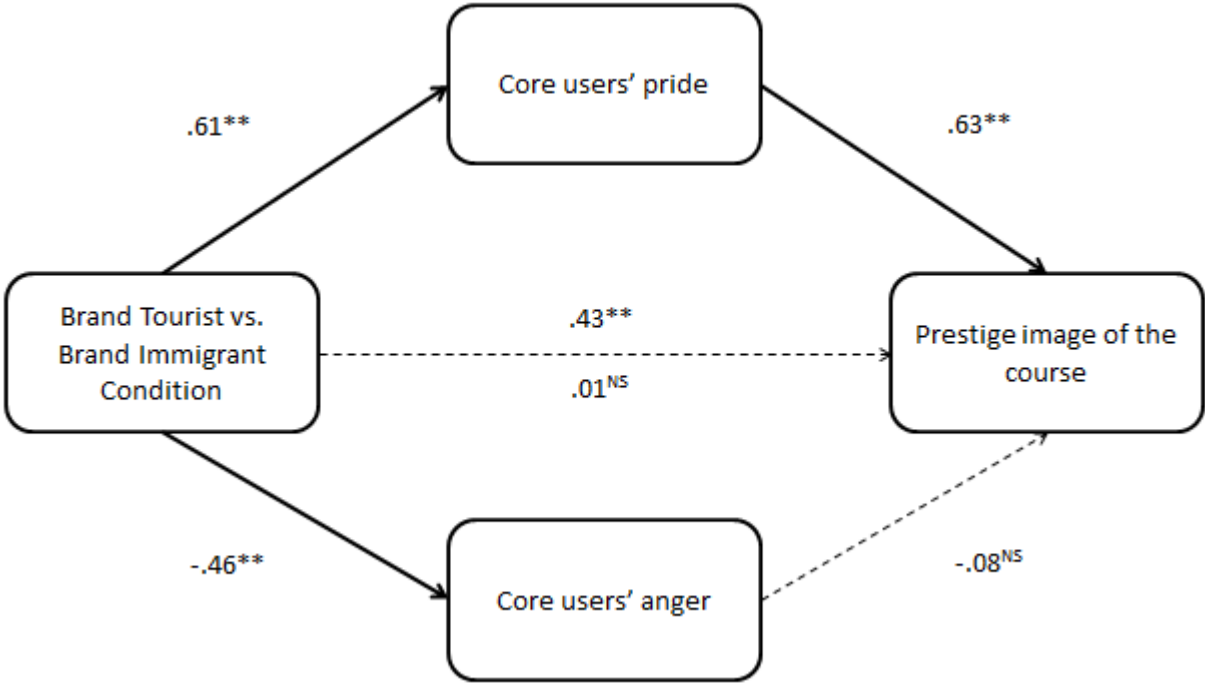 Core users’ pride
.61**
.63**
Brand Tourist vs.
Brand Immigrant
Condition
.43**
.01NS
Prestige image of the
course
-.46**
-.08NS
Core users’ anger